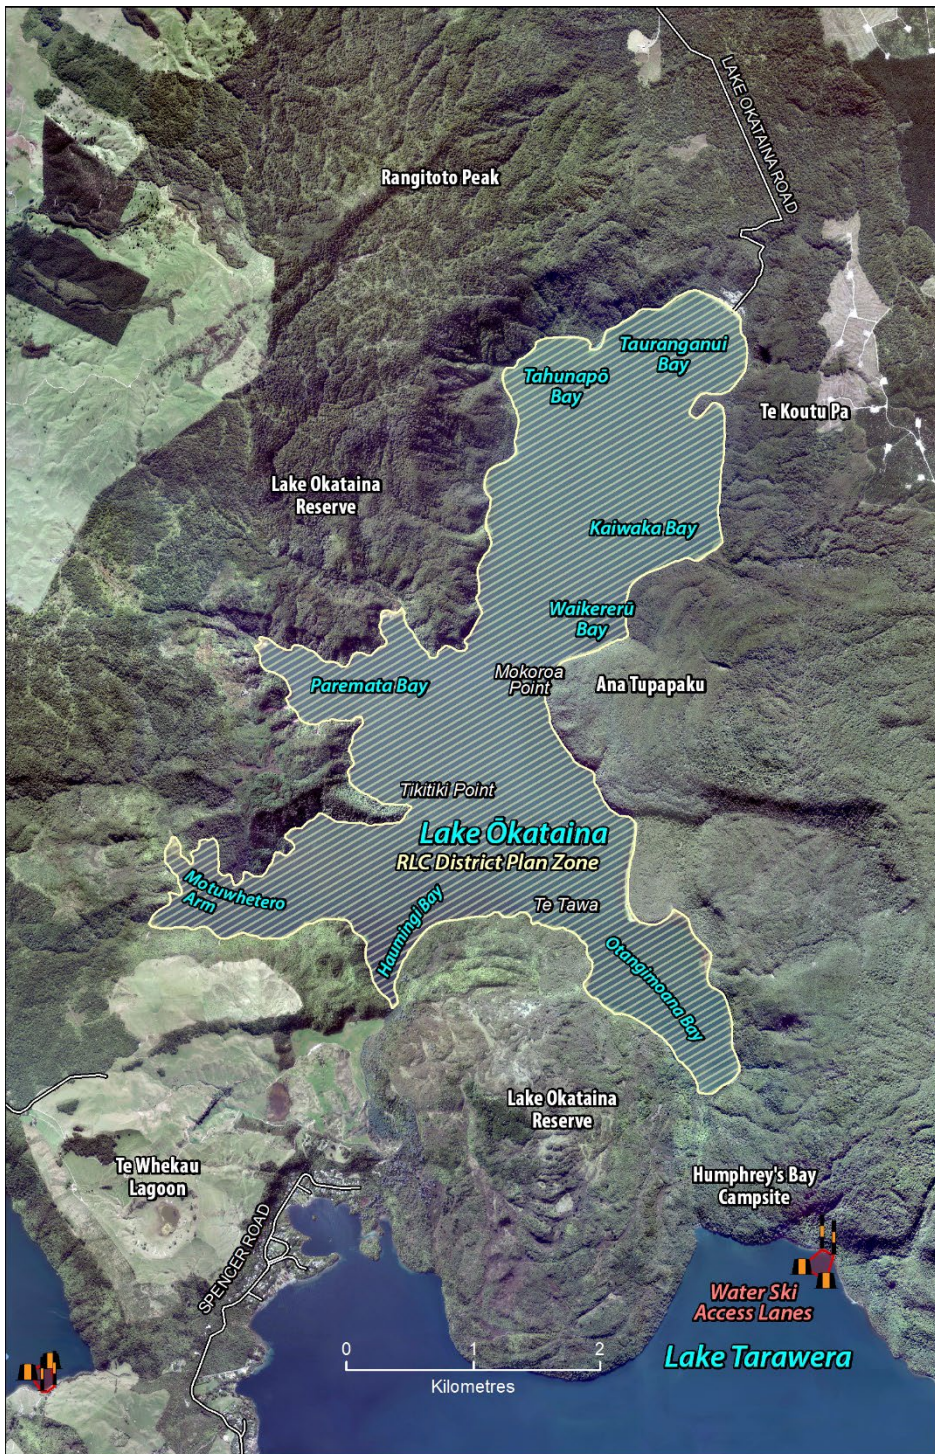 LAKE OKATAINA ROAD
Rangitoto Peak
Tauranganui
Bay
Tahunapō
Bay
Te Koutu Pa
Lake Okataina
Reserve
Kaiwaka Bay
Waikererū
Bay
Mokoroa
Point
Paremata Bay
Ana Tupapaku
Tikitiki Point
Lake Ōkataina
RLC District Plan Zone
Motuwhetero
Arm
Te Tawa
Haumingi Bay
Otangimoana Bay
Lake Okataina
Reserve
Te Whekau
Lagoon
Humphrey's Bay
Campsite
SPENCER ROAD
Water Ski
Access Lanes
Lake Tarawera
0 1 2
Kilometres